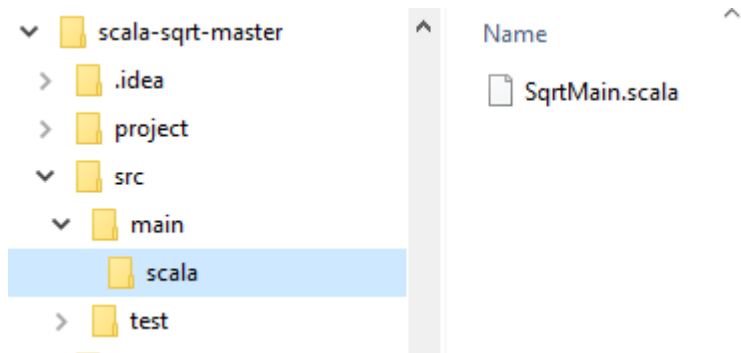 scala-sqrt-master
.idea
project
src
main
scala
test
Name
SqrtMain.scala